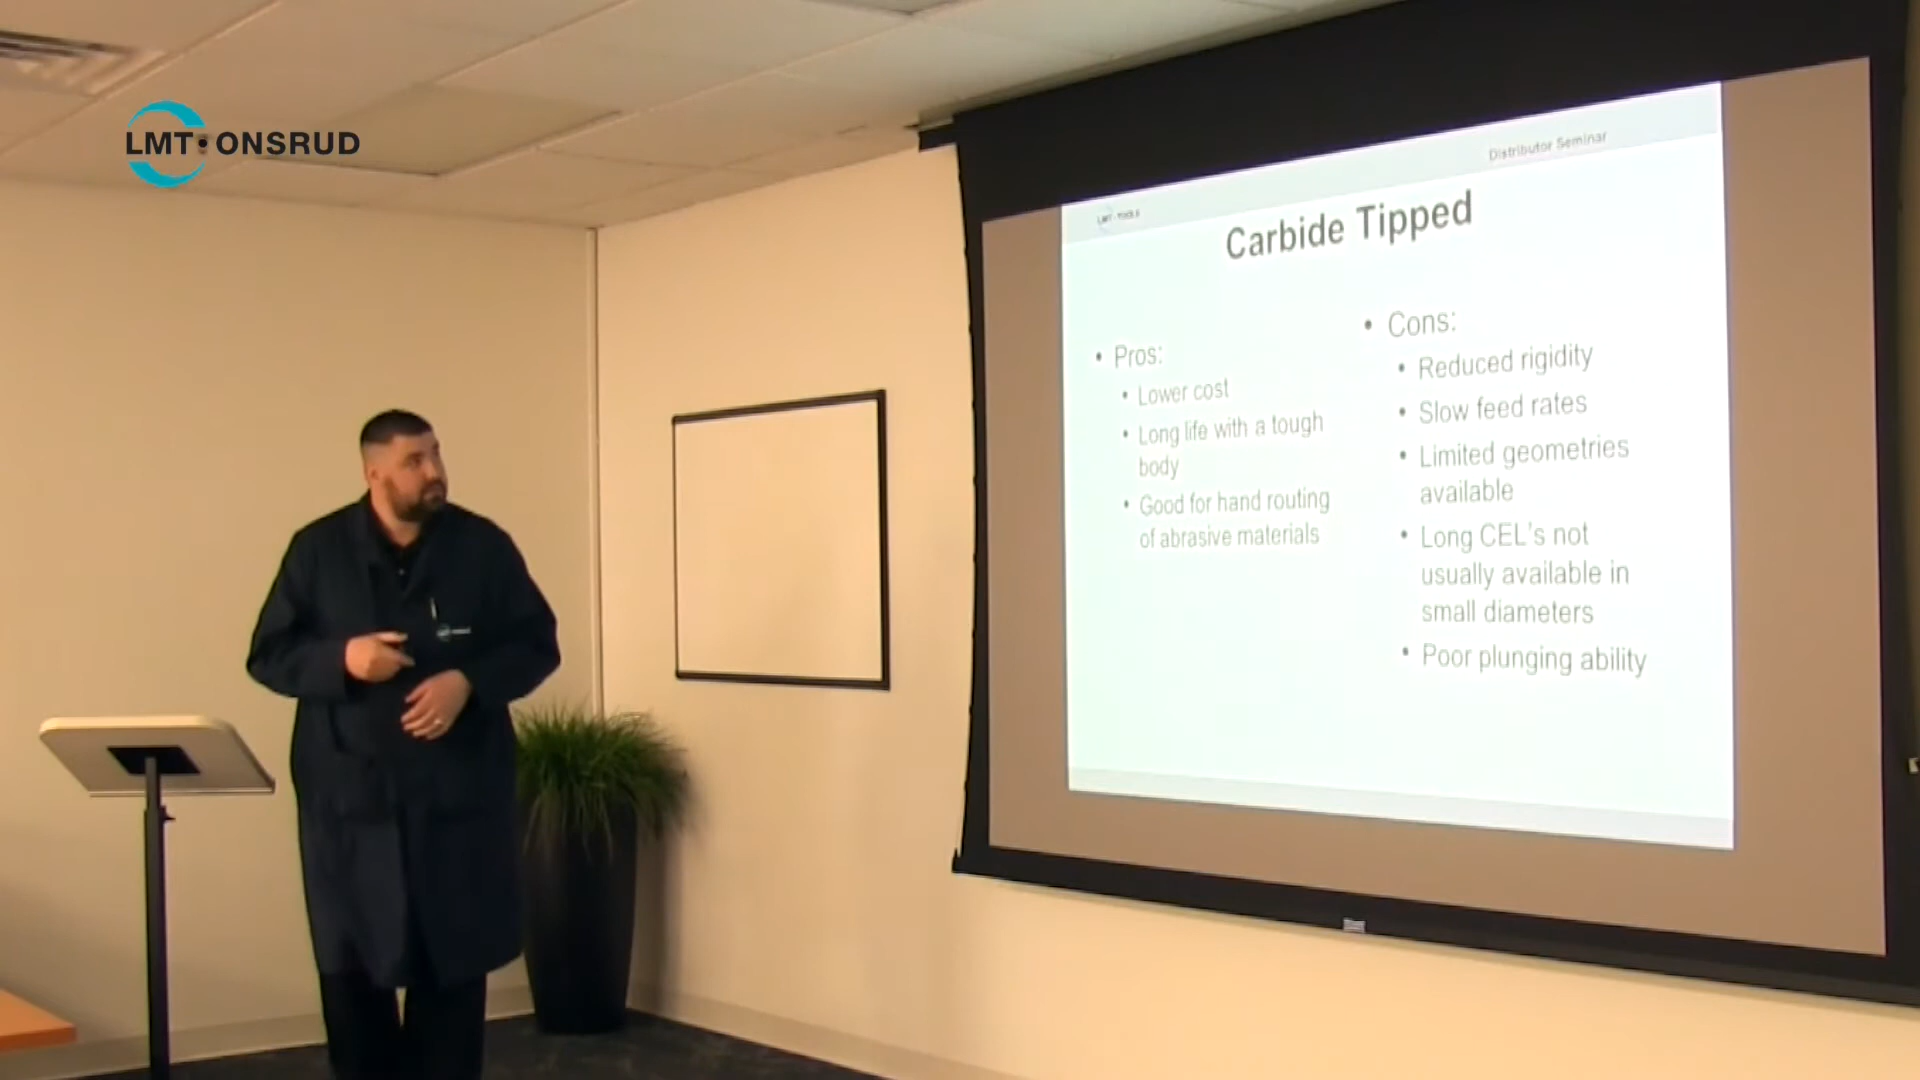 LMT ONSRUD
Distributor Seminar
LMT TOOLS
Carbide Tipped
• Pros:
• Lower cost
• Long life with a tough
body
• Good for hand routing
of abrasive materials
• Cons:
• Reduced rigidity
• Slow feed rates
• Limited geometries
available
• Long CEL's not
usually available in
small diameters
• Poor plunging ability